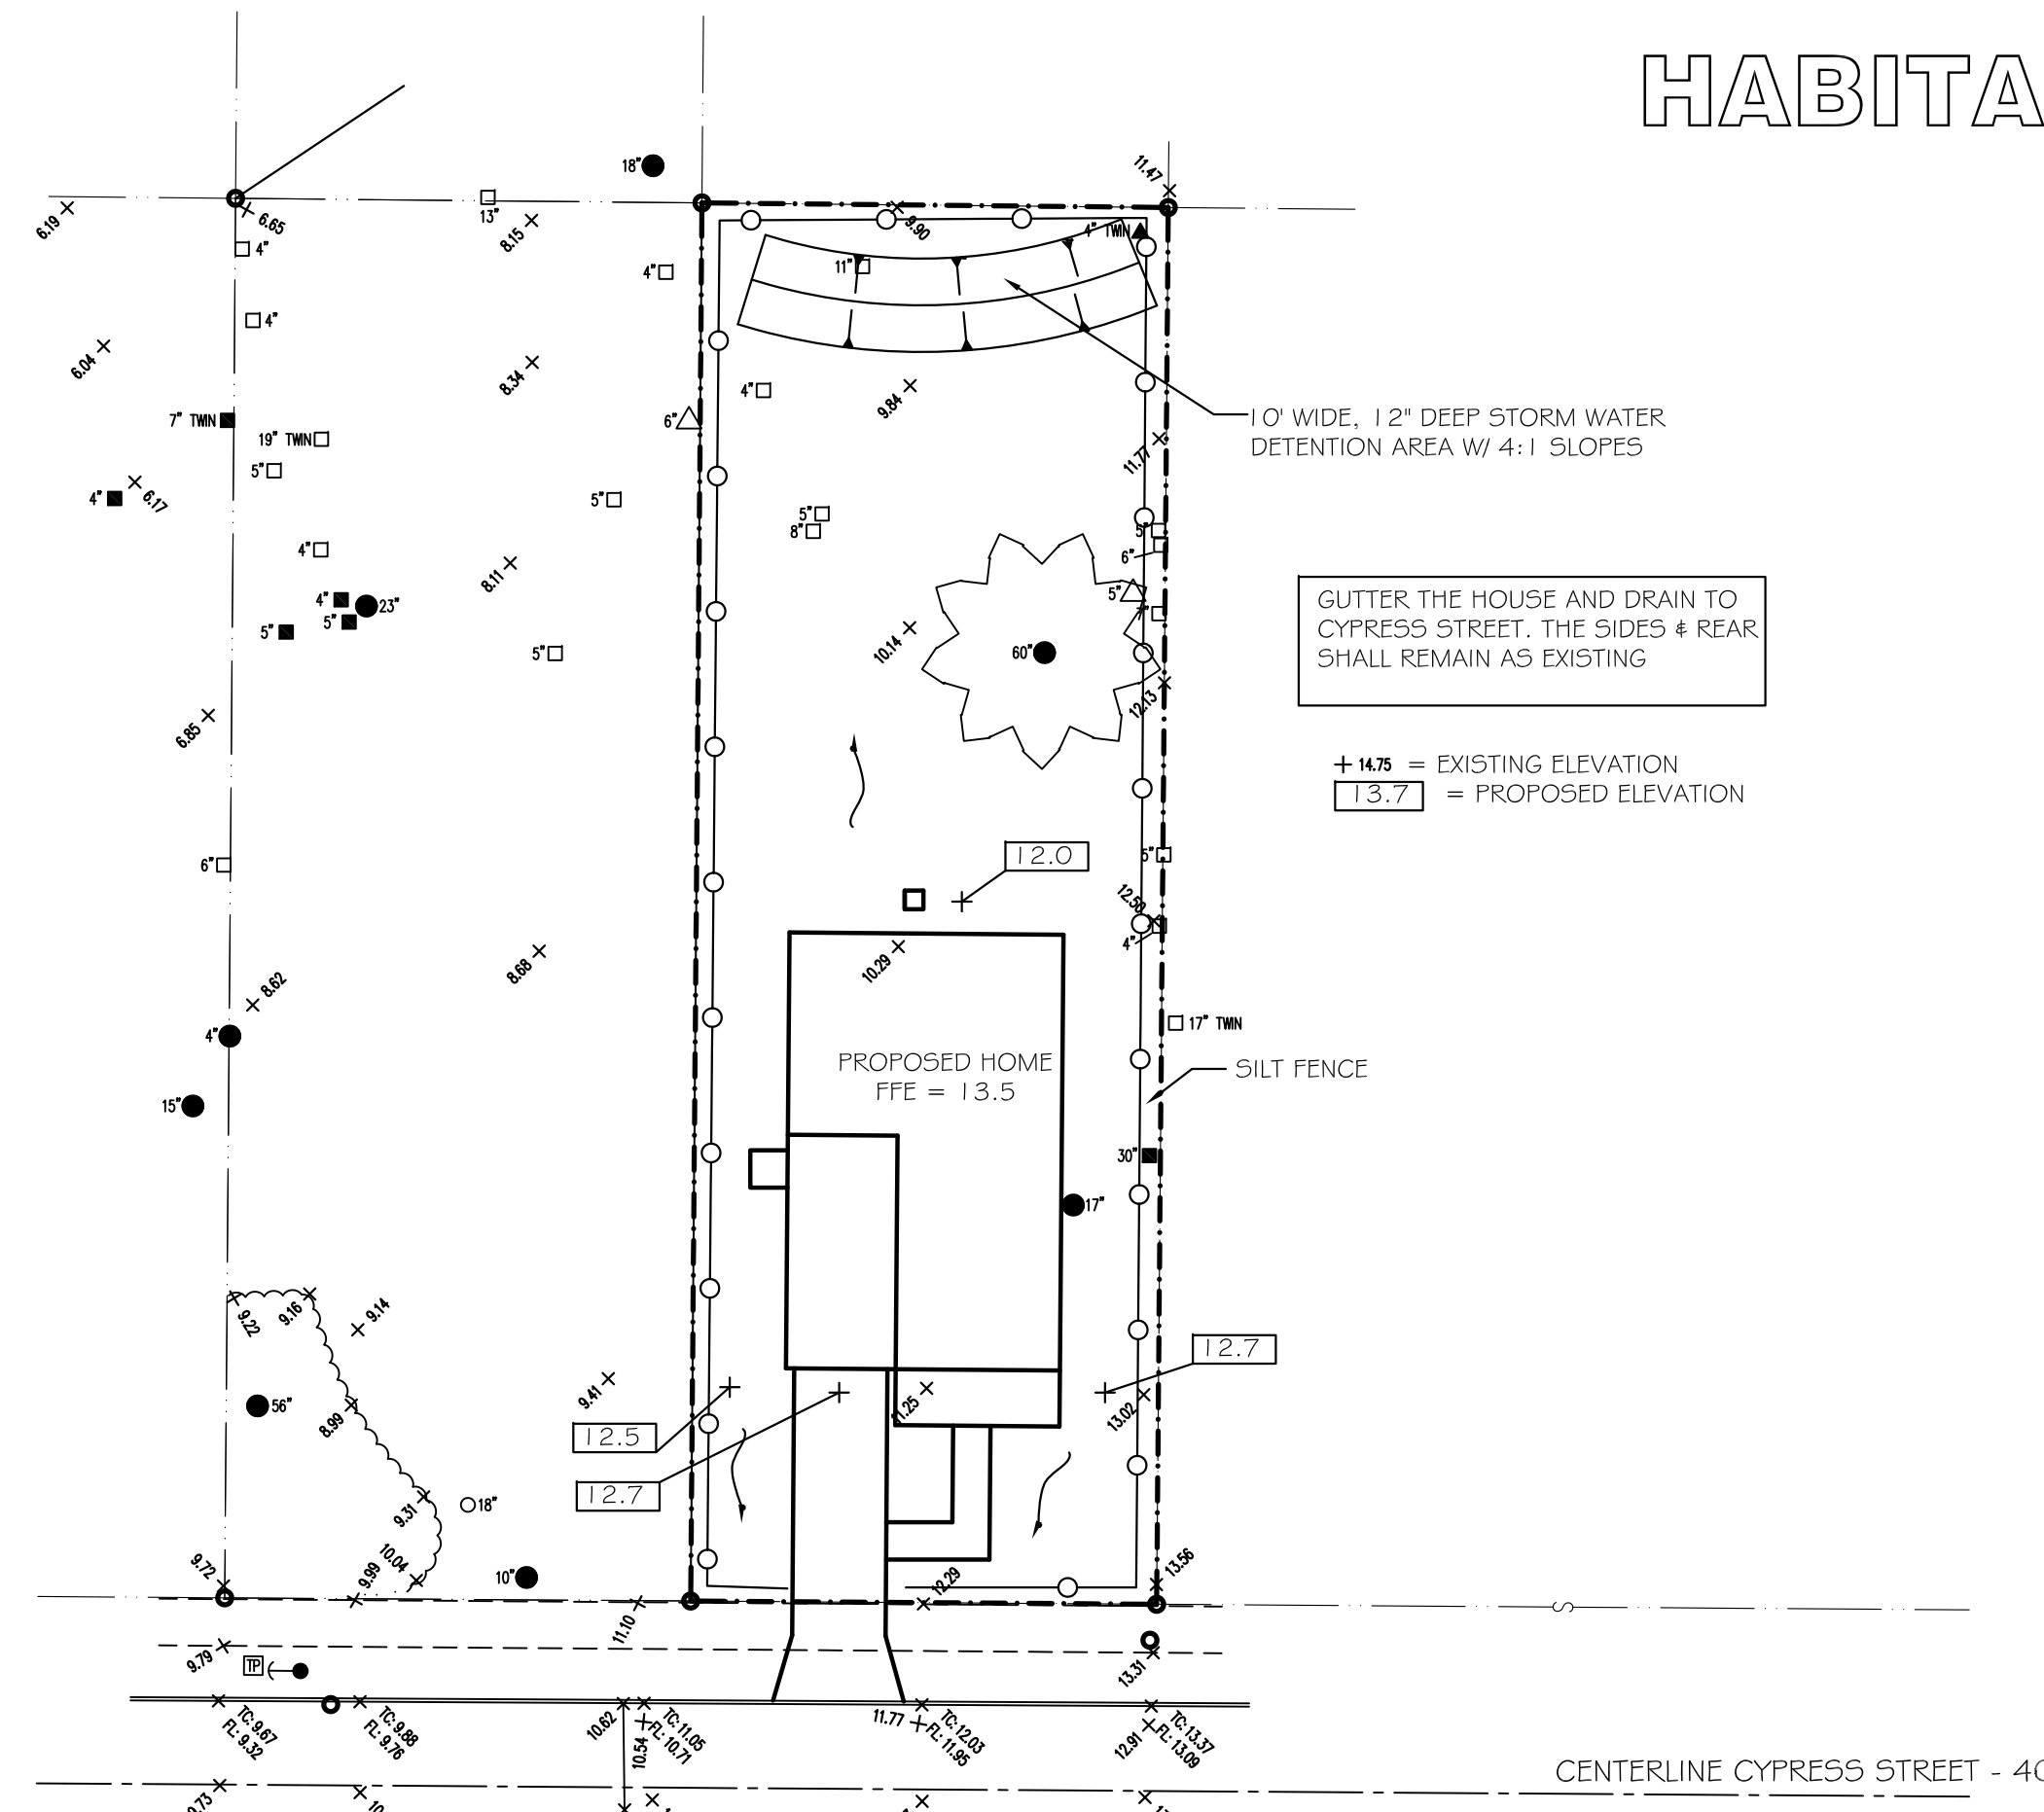 HABITA
18"
11.47
13"
6.19
6.65
8.15
9.90
4" TWIN
4"
4"
11"
4"
6.04
8.34
4"
9.84
6"
7" TWIN
19" TWIN
10' WIDE, 12" DEEP STORM WATER
DETENTION AREA W/ 4:1 SLOPES
11.77
5"
4"
6.17
5"
5"
8"
5"
6"
4"
8.11
5"
4"
23"
5"
5"
GUTTER THE HOUSE AND DRAIN TO
CYPRESS STREET. THE SIDES & REAR
SHALL REMAIN AS EXISTING
10.14
60"
5"
12.13
6.85
14.75 = EXISTING ELEVATION
13.7 = PROPOSED ELEVATION
6"
12.0
5"
12.50
4"
10.29
8.68
8.62
4"
17" TWIN
PROPOSED HOME
FFE = 13.5
SILT FENCE
15"
30"
17"
9.22
9.16
9.14
12.7
9.41
11.25
13.02
56"
8.99
12.5
12.7
9.31
18"
10.04
9.72
9.99
10"
12.29
13.56
11.10
S
9.79
TP
13.31
TC: 9.67
FL: 9.32
TC: 9.88
FL: 9.76
10.62
10.54
TC: 11.05
FL: 10.71
11.77
TC: 12.03
FL: 11.95
12.91
TC: 13.37
FL: 13.09
CENTERLINE CYPRESS STREET - 40